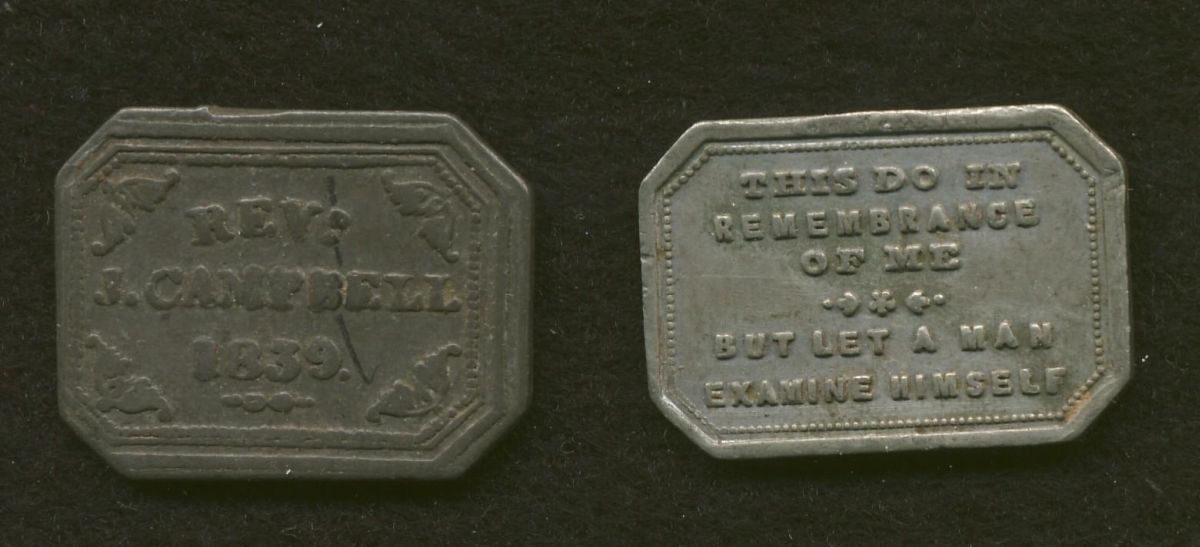 REV:
J. CAMPBELL
1839.
THIS DO IN
REMEMBRANCE
OF ME
BUT LET A MAN
EXAMINE HIMSELF